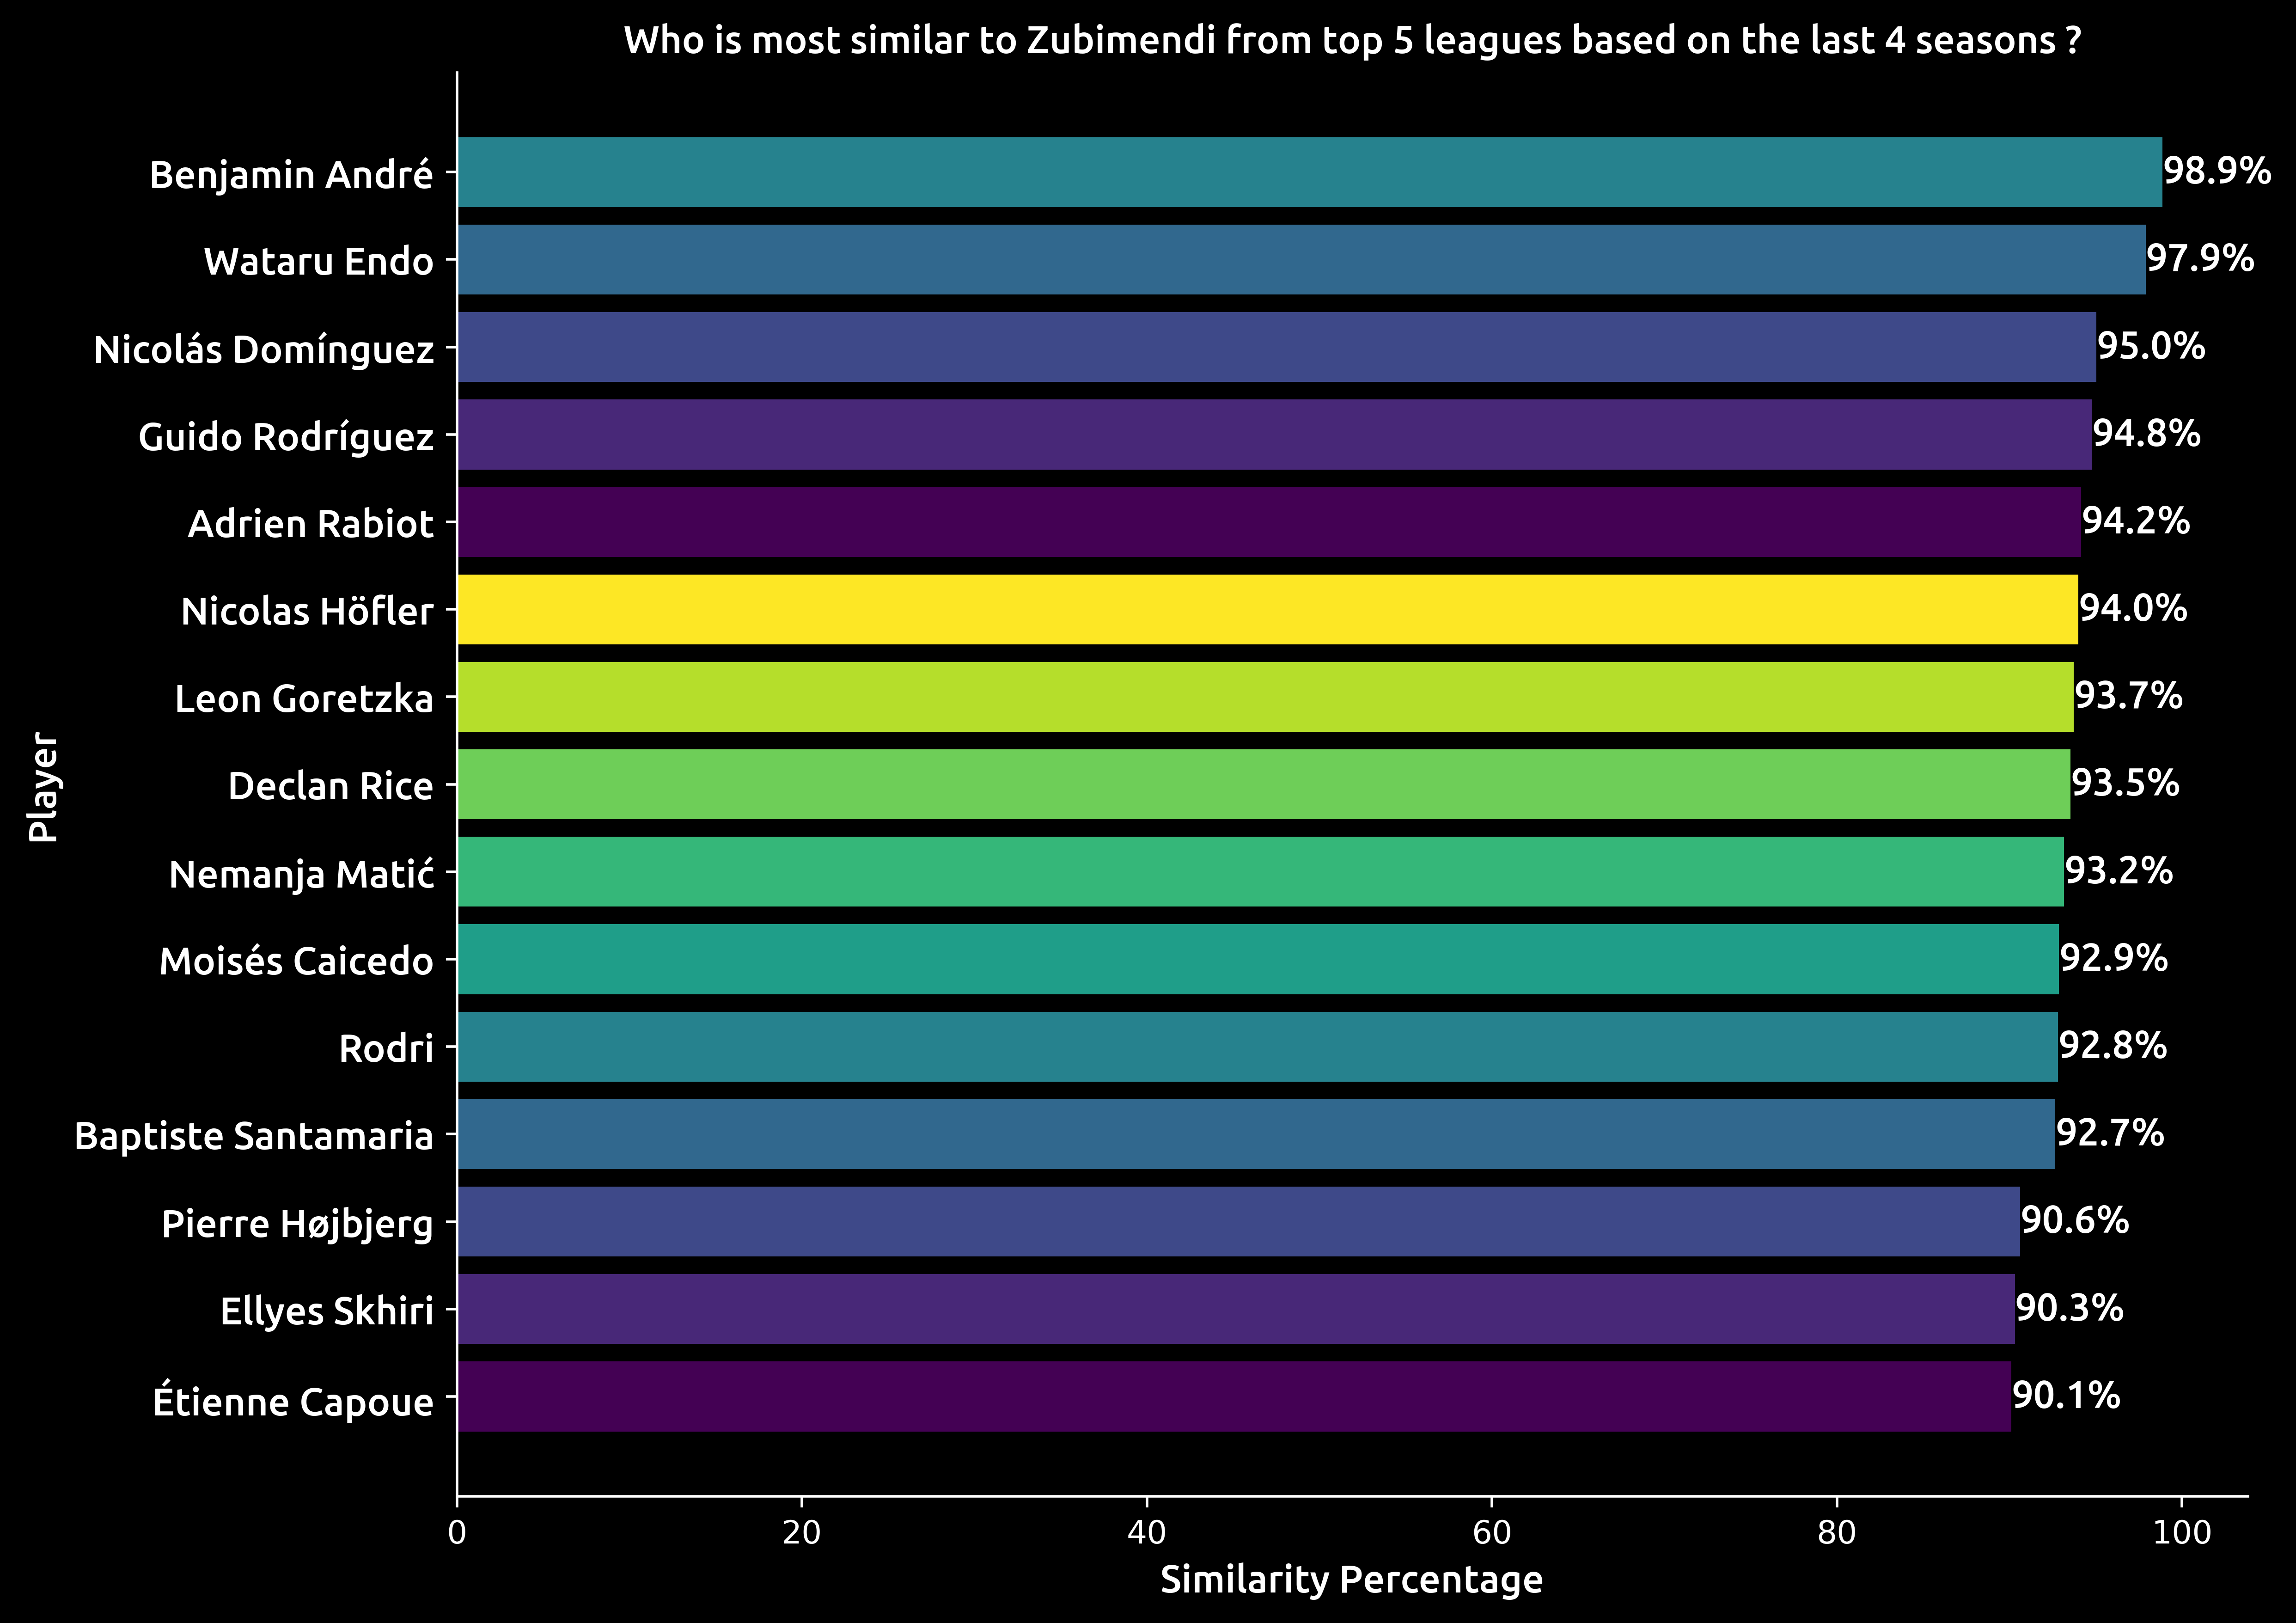 Who is most similar to Zubimendi from top 5 leagues based on the last 4 seasons ?
Benjamin André 98.9%
Wataru Endo 97.9%
Nicolás Domínguez 95.0%
Guido Rodríguez 94.8%
Adrien Rabiot 94.2%
Nicolas Höfler 94.0%
Leon Goretzka 93.7%
Declan Rice 93.5%
Nemanja Matić 93.2%
Moisés Caicedo 92.9%
Rodri 92.8%
Baptiste Santamaria 92.7%
Pierre Højbjerg 90.6%
Ellyes Skhiri 90.3%
Étienne Capoue 90.1%
Player
0 20 40 60 80 100
Similarity Percentage